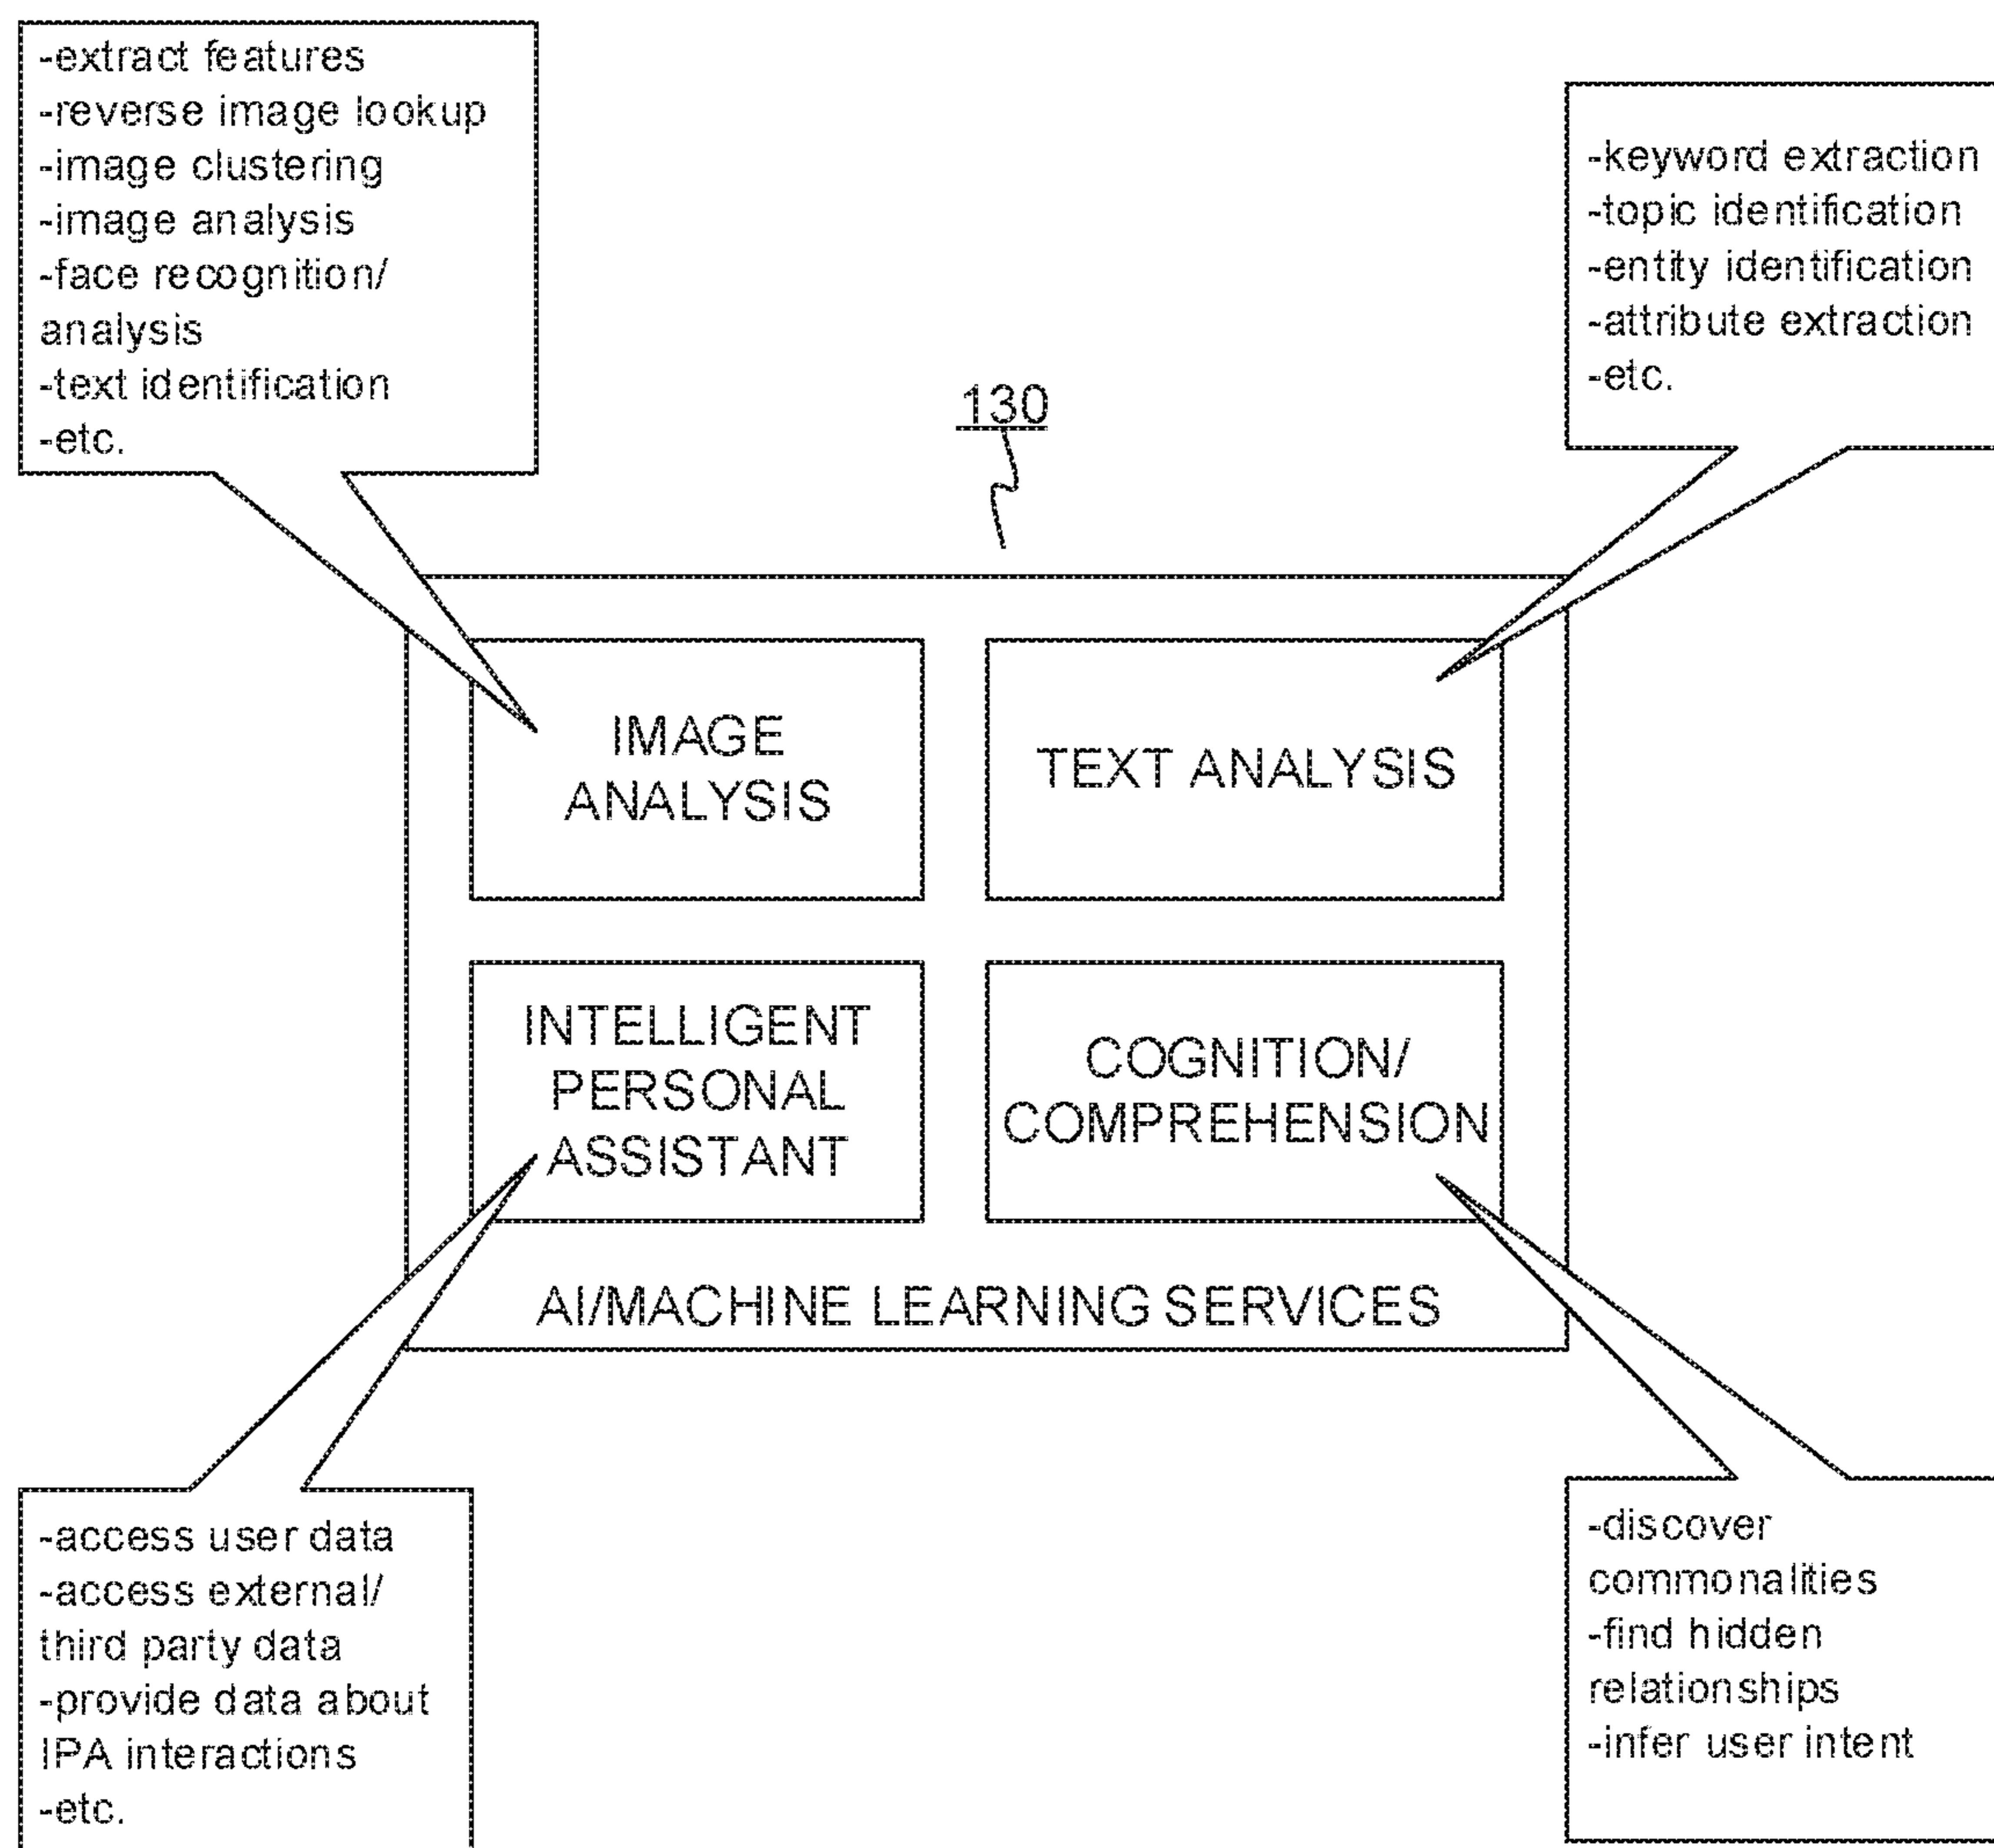 -extract features
-reverse image lookup
-image clustering
-image analysis
-face recognition/
analysis
-text identification
-etc.
-keyword extraction
-topic identification
-entity identification
-attribute extraction
-etc.
130
IMAGE
ANALYSIS
TEXT ANALYSIS
INTELLIGENT
PERSONAL
ASSISTANT
COGNITION/
COMPREHENSION
AI/MACHINE LEARNING SERVICES
-access user data
-access external/
third party data
-provide data about
IPA interactions
-etc.
-discover
commonalities
-find hidden
relationships
-infer user intent